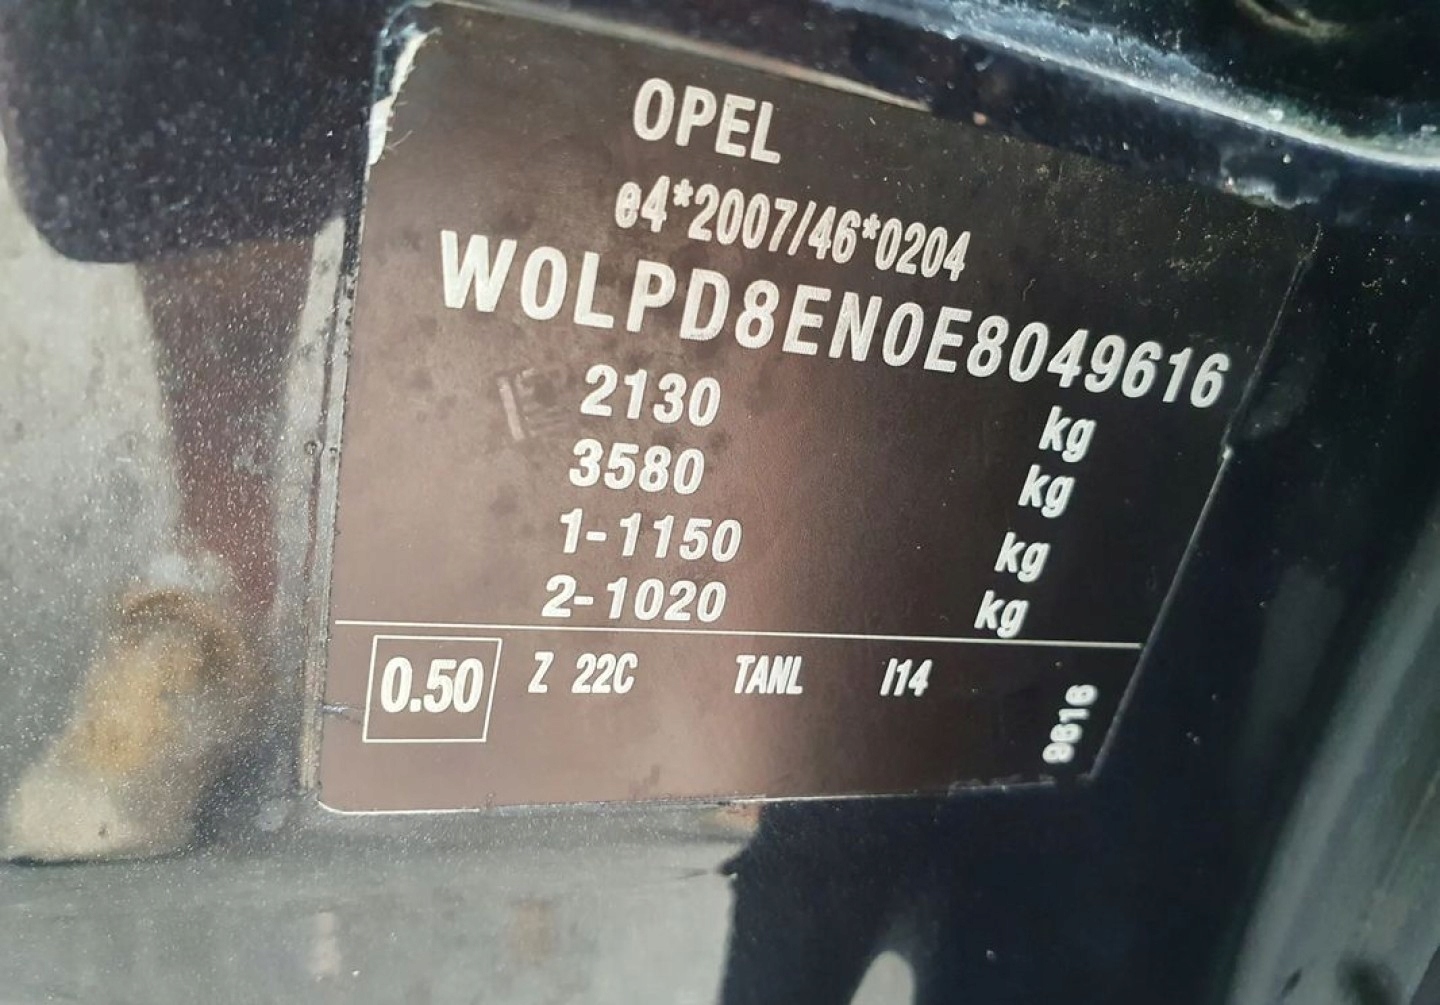 OPEL
e4*2007/46*0204
W0LPD8EN0E8049616
2130 kg
3580 kg
1-1150 kg
2-1020 kg
0.50 Z 22C TANL I14
9616